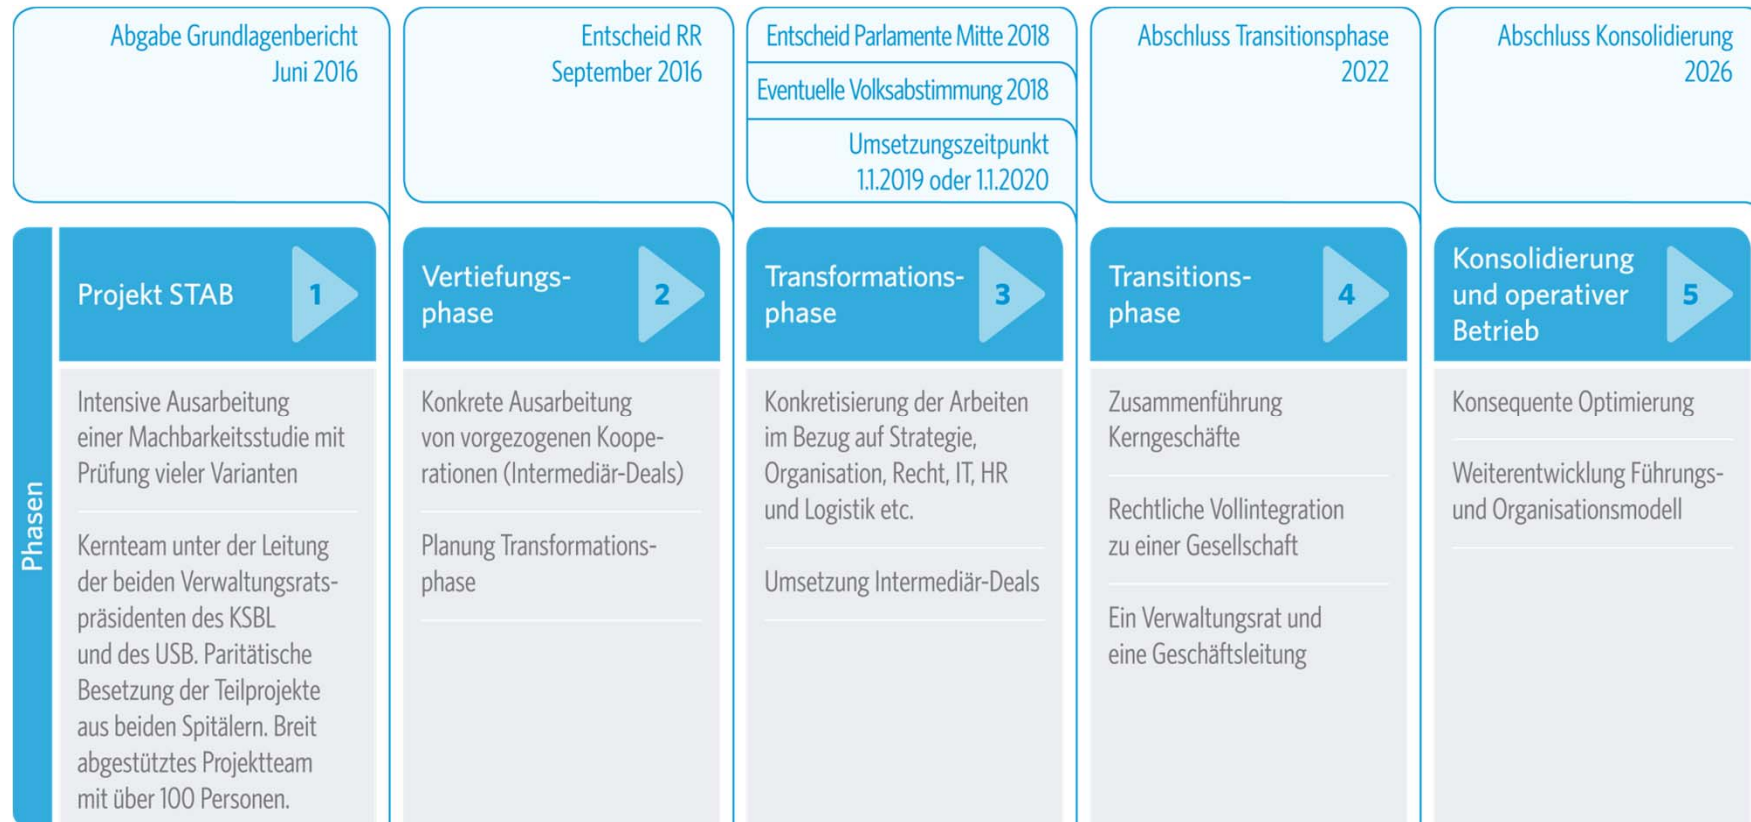 Abgabe Grundlagenbericht
Juni 2016
Entscheid RR
September 2016
Entscheid Parlamente Mitte 2018
Eventuelle Volksabstimmung 2018
Umsetzungszeitpunkt
1.1.2019 oder 1.1.2020
Abschluss Transitionsphase
2022
Abschluss Konsolidierung
2026
Phasen
Projekt STAB
1
Intensive Ausarbeitung
einer Machbarkeitsstudie mit
Prüfung vieler Varianten
Kernteam unter der Leitung
der beiden Verwaltungsrats-
präsidenten des KSBL
und des USB. Paritätische
Besetzung der Teilprojekte
aus beiden Spitälern. Breit
abgestütztes Projektteam
mit über 100 Personen.
Vertiefungs-
phase
2
Konkrete Ausarbeitung
von vorgezogenen Koope-
rationen (Intermediär-Deals)
Planung Transformations-
phase
Transformations-
phase
3
Konkretisierung der Arbeiten
im Bezug auf Strategie,
Organisation, Recht, IT, HR
und Logistik etc.
Umsetzung Intermediär-Deals
Transitions-
phase
4
Zusammenführung
Kerngeschäfte
Rechtliche Vollintegration
zu einer Gesellschaft
Ein Verwaltungsrat und
eine Geschäftsleitung
Konsolidierung
und operativer
Betrieb
5
Konsequente Optimierung
Weiterentwicklung Führungs-
und Organisationsmodell